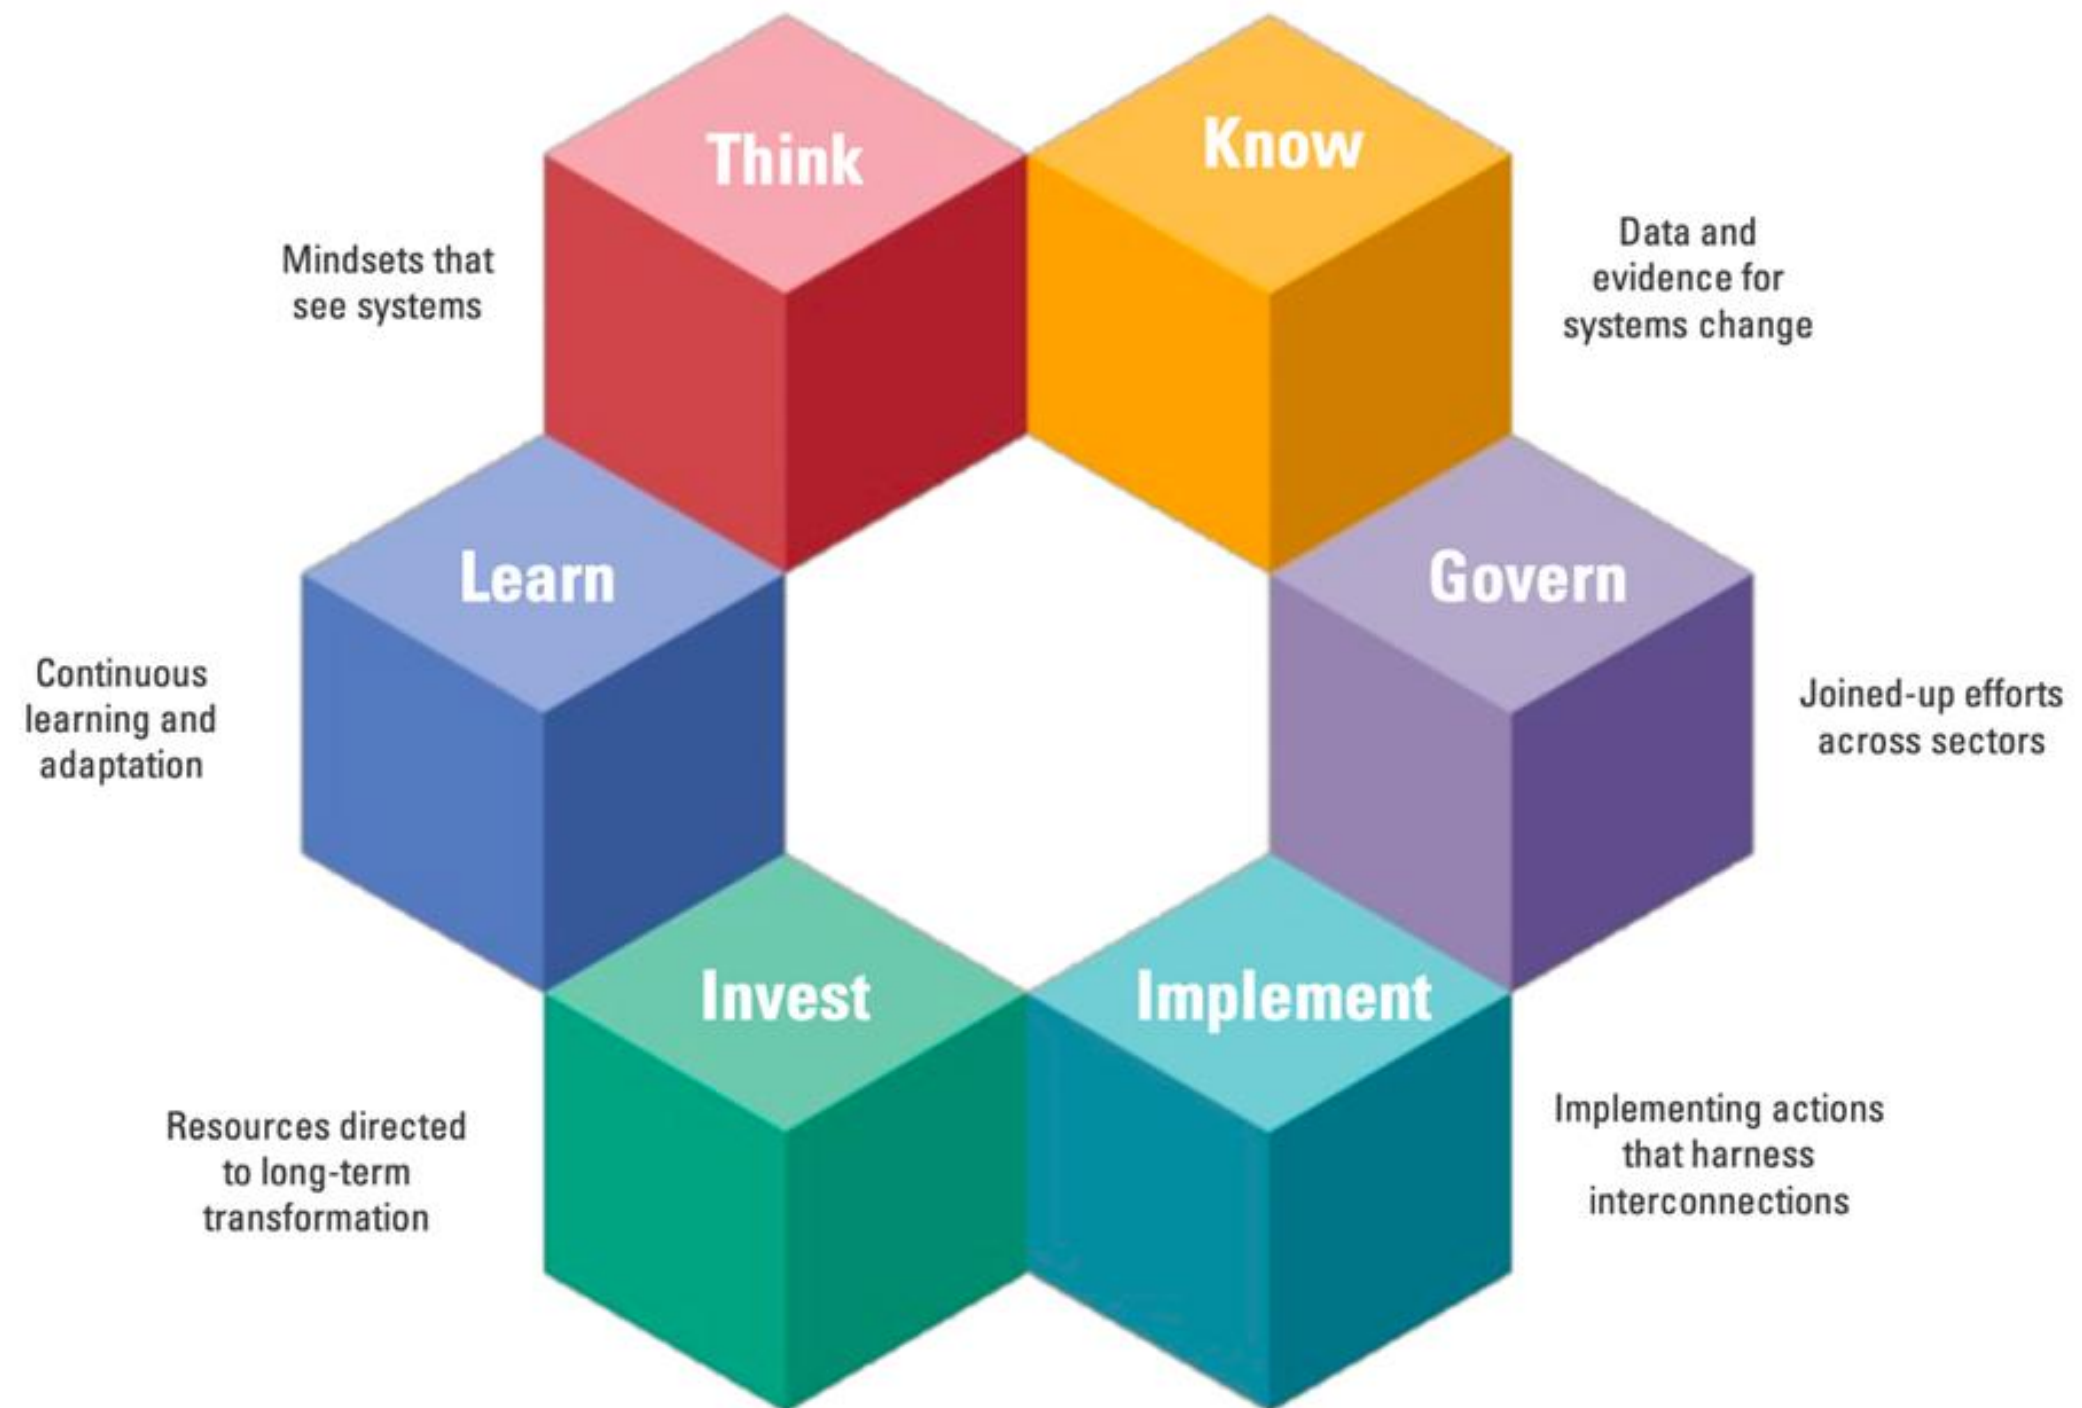 Think
Know
Mindsets that
see systems
Data and
evidence for
systems change
Learn
Govern
Continuous
learning and
adaptation
Joined-up efforts
across sectors
Invest
Implement
Resources directed
to long-term
transformation
Implementing actions
that harness
interconnections